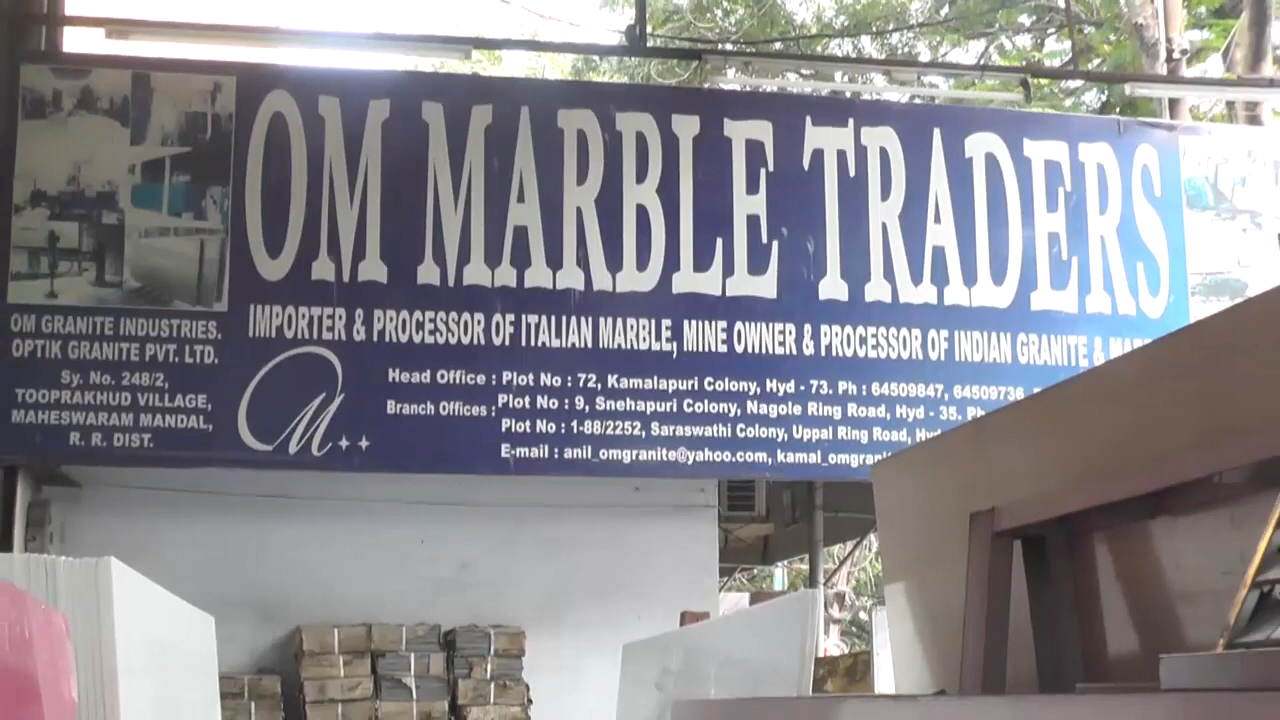 OM MARBLE TRADERS
IMPORTER & PROCESSOR OF ITALIAN MARBLE, MINE OWNER & PROCESSOR OF INDIAN GRANITE &
OM GRANITE INDUSTRIES.
OPTIK GRANITE PVT. LTD.
Sy. No. 248/2,
TOOPRAKHUD VILLAGE,
MAHESWARAM MANDAL,
R. R. DIST.
M
Head Office : Plot No : 72, Kamalapuri Colony, Hyd - 73. Ph : 64509847, 64509736
Branch Offices : Plot No : 9, Snehapuri Colony, Nagole Ring Road, Hyd - 35. Ph
Plot No : 1-88/2252, Saraswathi Colony, Uppal Ring Road,
E-mail : anil_omgranite@yahoo.com,